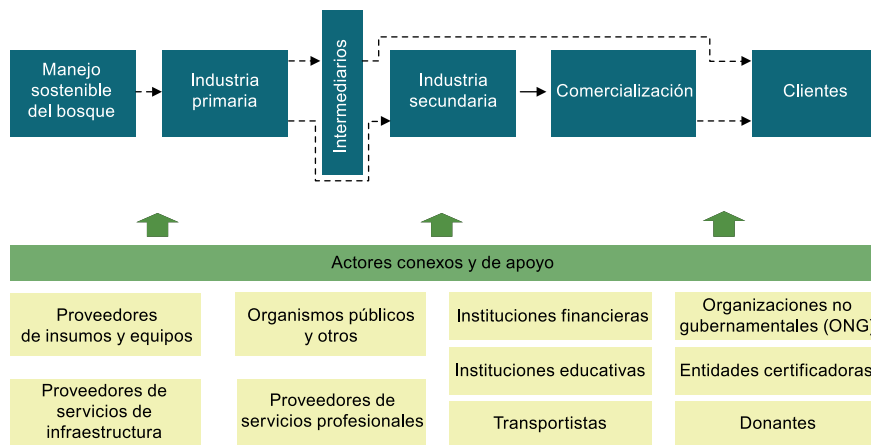 Manejo
sostenible
del bosque
Industria
primaria
Intermediarios
Industria
secundaria
Comercialización
Clientes
Actores conexos y de apoyo
Proveedores
de insumos y equipos
Organismos públicos
y otros
Instituciones financieras
Organizaciones no
gubernamentales (ONG)
Instituciones educativas
Entidades certificadoras
Proveedores de
servicios de
infraestructura
Proveedores de
servicios profesionales
Transportistas
Donantes